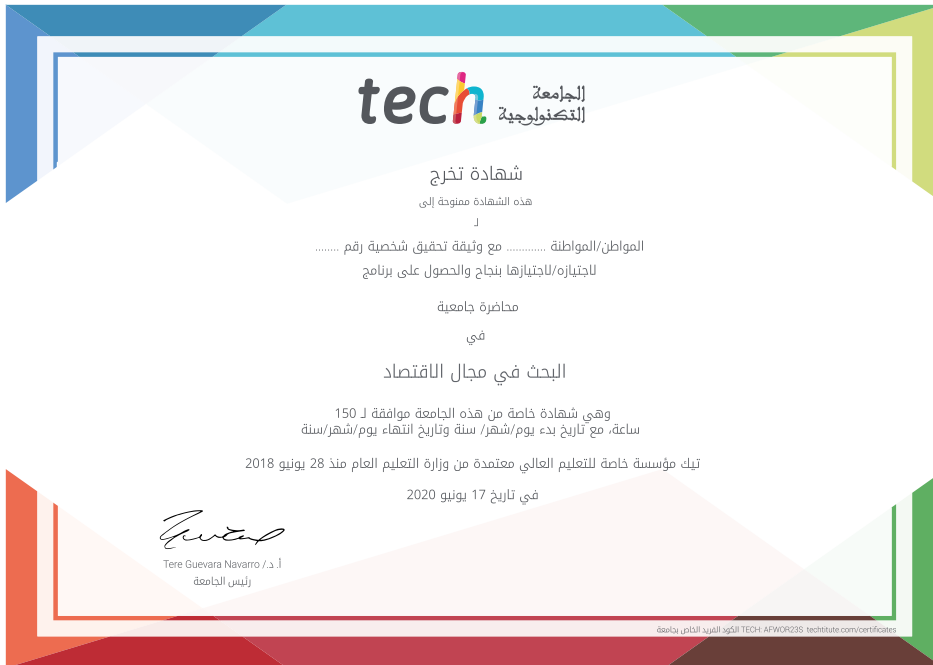 tech الجامعة
التكنولوجية
شهادة تخرج
هذه الشهادة ممنوحة إلى
لـ
المواطن/المواطنة ............ مع وثيقة تحقيق شخصية رقم ........
لاجتيازه/لاجتيازها بنجاح والحصول على برنامج
محاضرة جامعية
في
البحث في مجال الاقتصاد
وهي شهادة خاصة من هذه الجامعة موافقة لـ 150
ساعة، مع تاريخ بدء يوم/شهر/ سنة وتاريخ انتهاء يوم/شهر/سنة
تيك مؤسسة خاصة للتعليم العالي معتمدة من وزارة التعليم العام منذ 28 يونيو 2018
في تاريخ 17 يونيو 2020
أ. د./ Tere Guevara Navarro
رئيس الجامعة
الكود الفريد الخاص بجامعة TECH: AFWOR23S techtitute.com/certificates